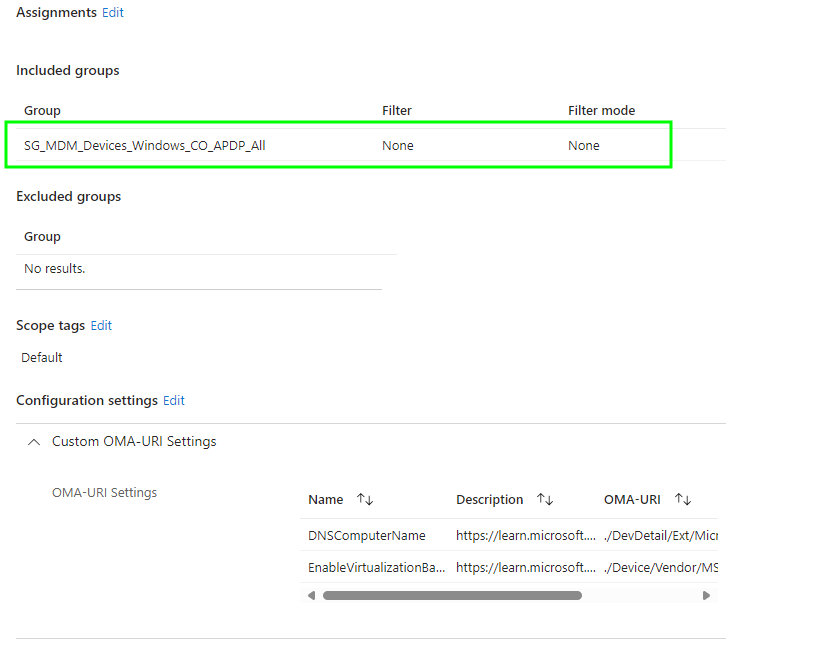 Assignments Edit
Included groups
Group Filter Filter mode
SG_MDM_Devices_Windows_CO_APDP_All None None
Excluded groups
Group
No results.
Scope tags Edit
Default
Configuration settings Edit
Custom OMA-URI Settings
OMA-URI Settings
Name ↑↓ Description ↑↓ OMA-URI ↑↓
DNSComputerName https://learn.microsoft.... ./DevDetail/Ext/Micr
EnableVirtualizationBa... https://learn.microsoft.... ./Device/Vendor/MS